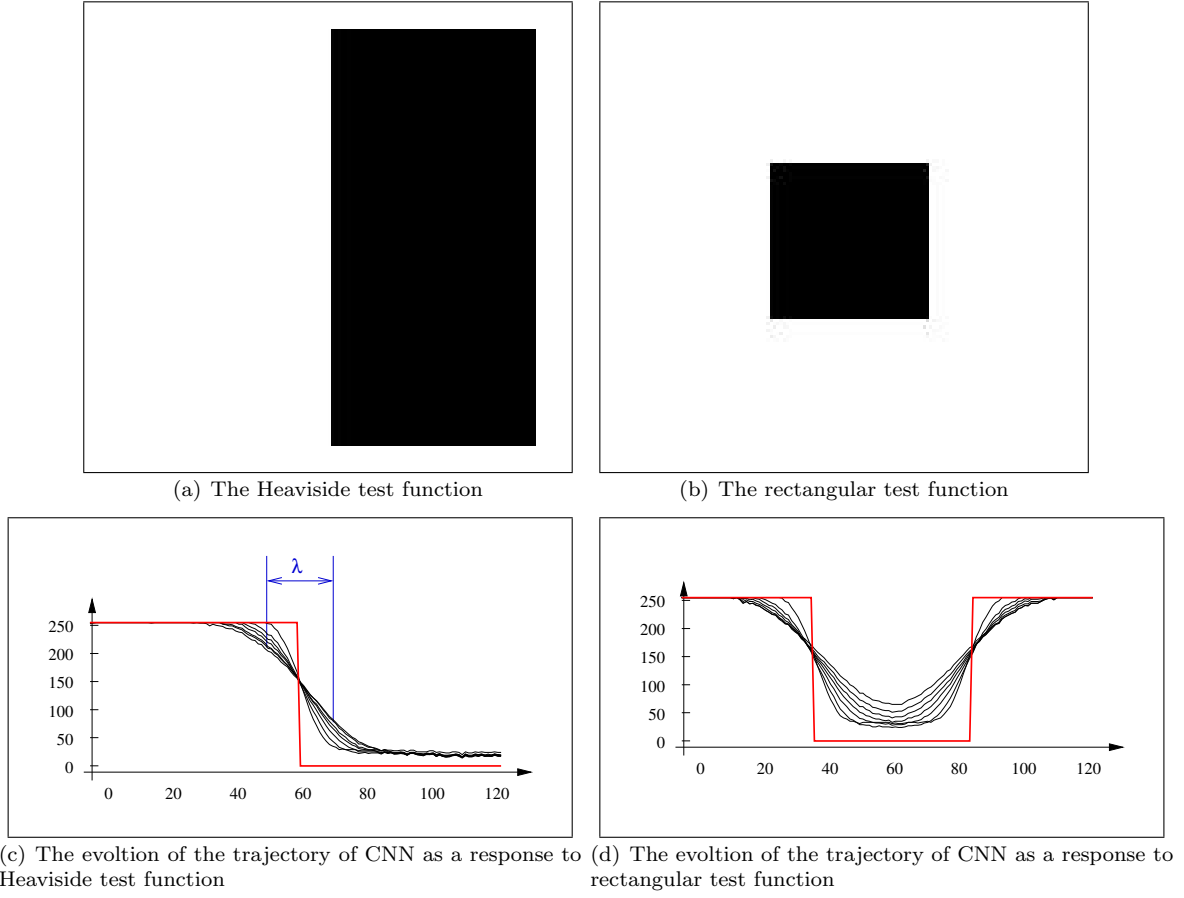 (a) The Heaviside test function
(b) The rectangular test function
λ
250
200
150
100
50
0
0 20 40 60 80 100 120
250
200
150
100
50
0
0 20 40 60 80 100 120
(c) The evoltion of the trajectory of CNN as a response to
Heaviside test function
(d) The evoltion of the trajectory of CNN as a response to
rectangular test function